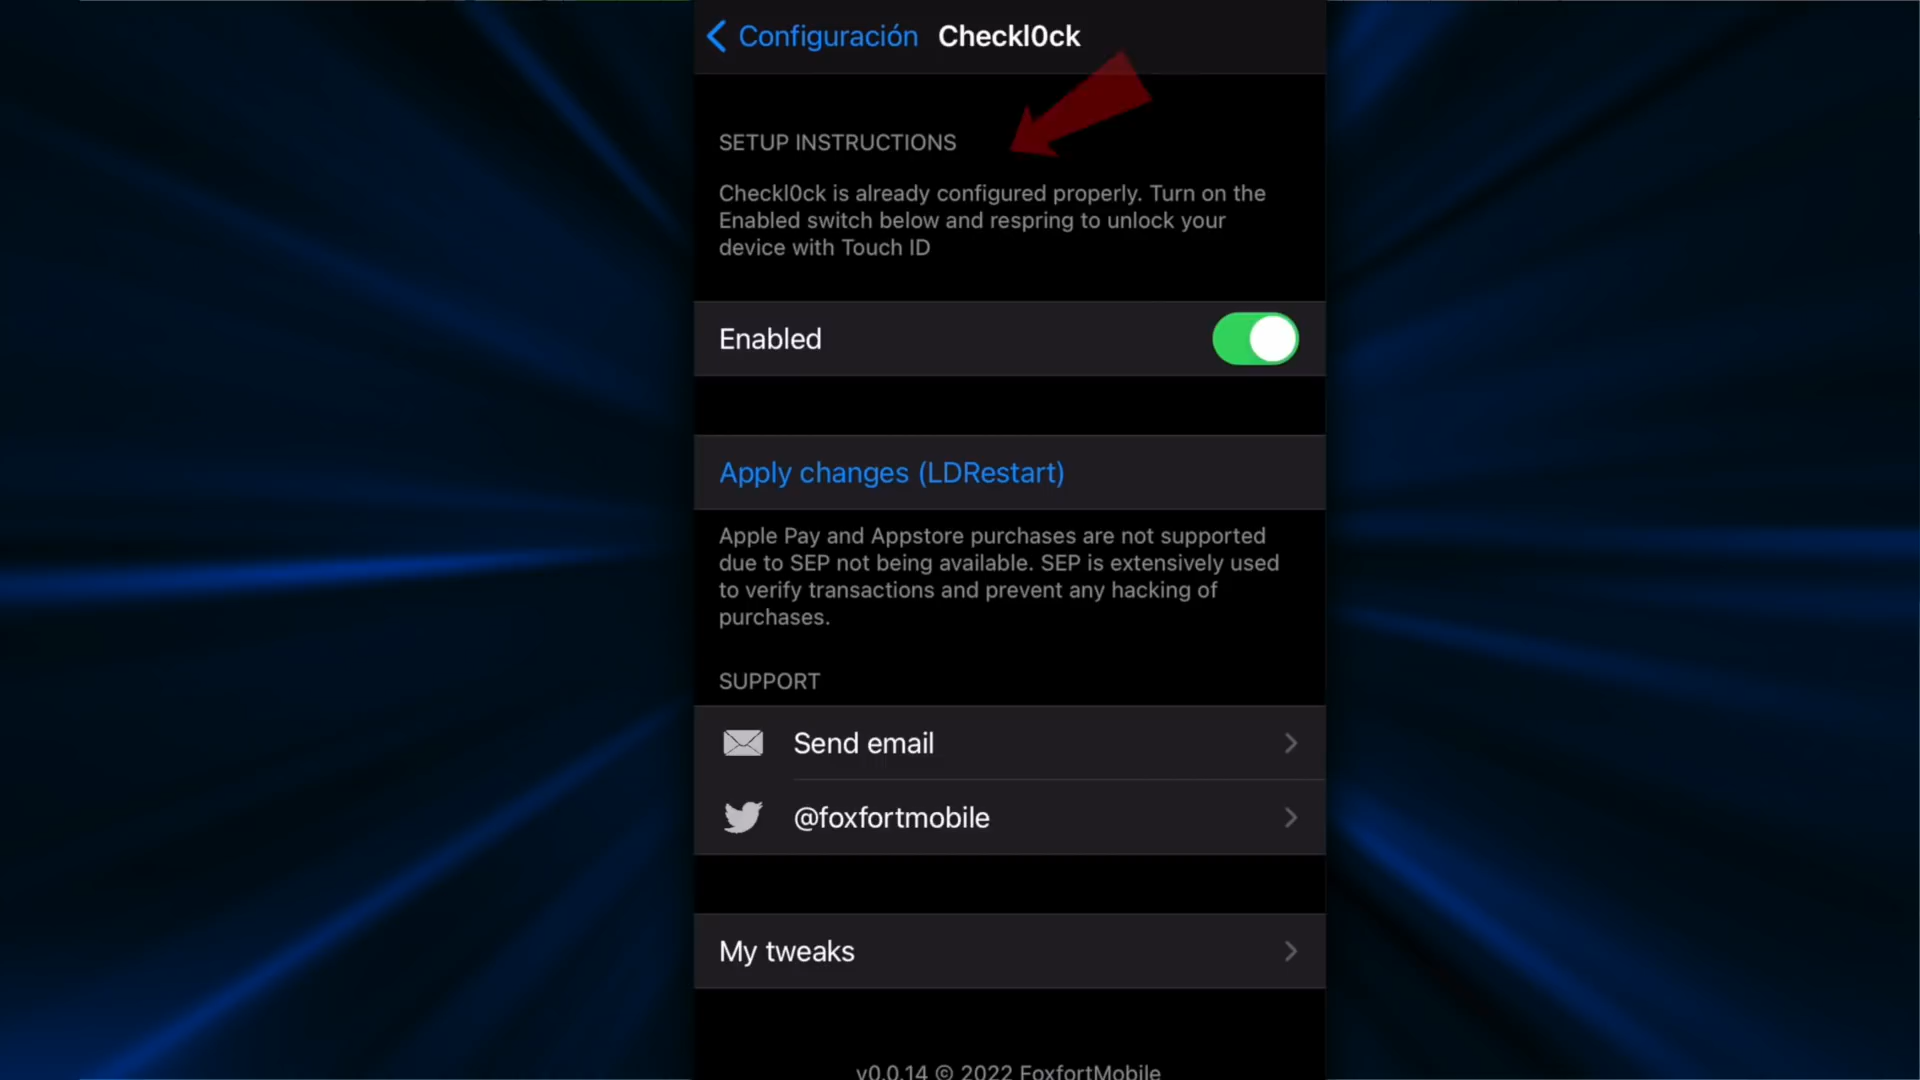 Configuración Checkl0ck
SETUP INSTRUCTIONS
Checkl0ck is already configured properly. Turn on the
Enabled switch below and respring to unlock your
device with Touch ID
Enabled
Apply changes (LDRestart)
Apple Pay and Appstore purchases are not supported
due to SEP not being available. SEP is extensively used
to verify transactions and prevent any hacking of
purchases.
SUPPORT
Send email
@foxfortmobile
My tweaks
v0.0.14 © 2022 FoxfortMobile